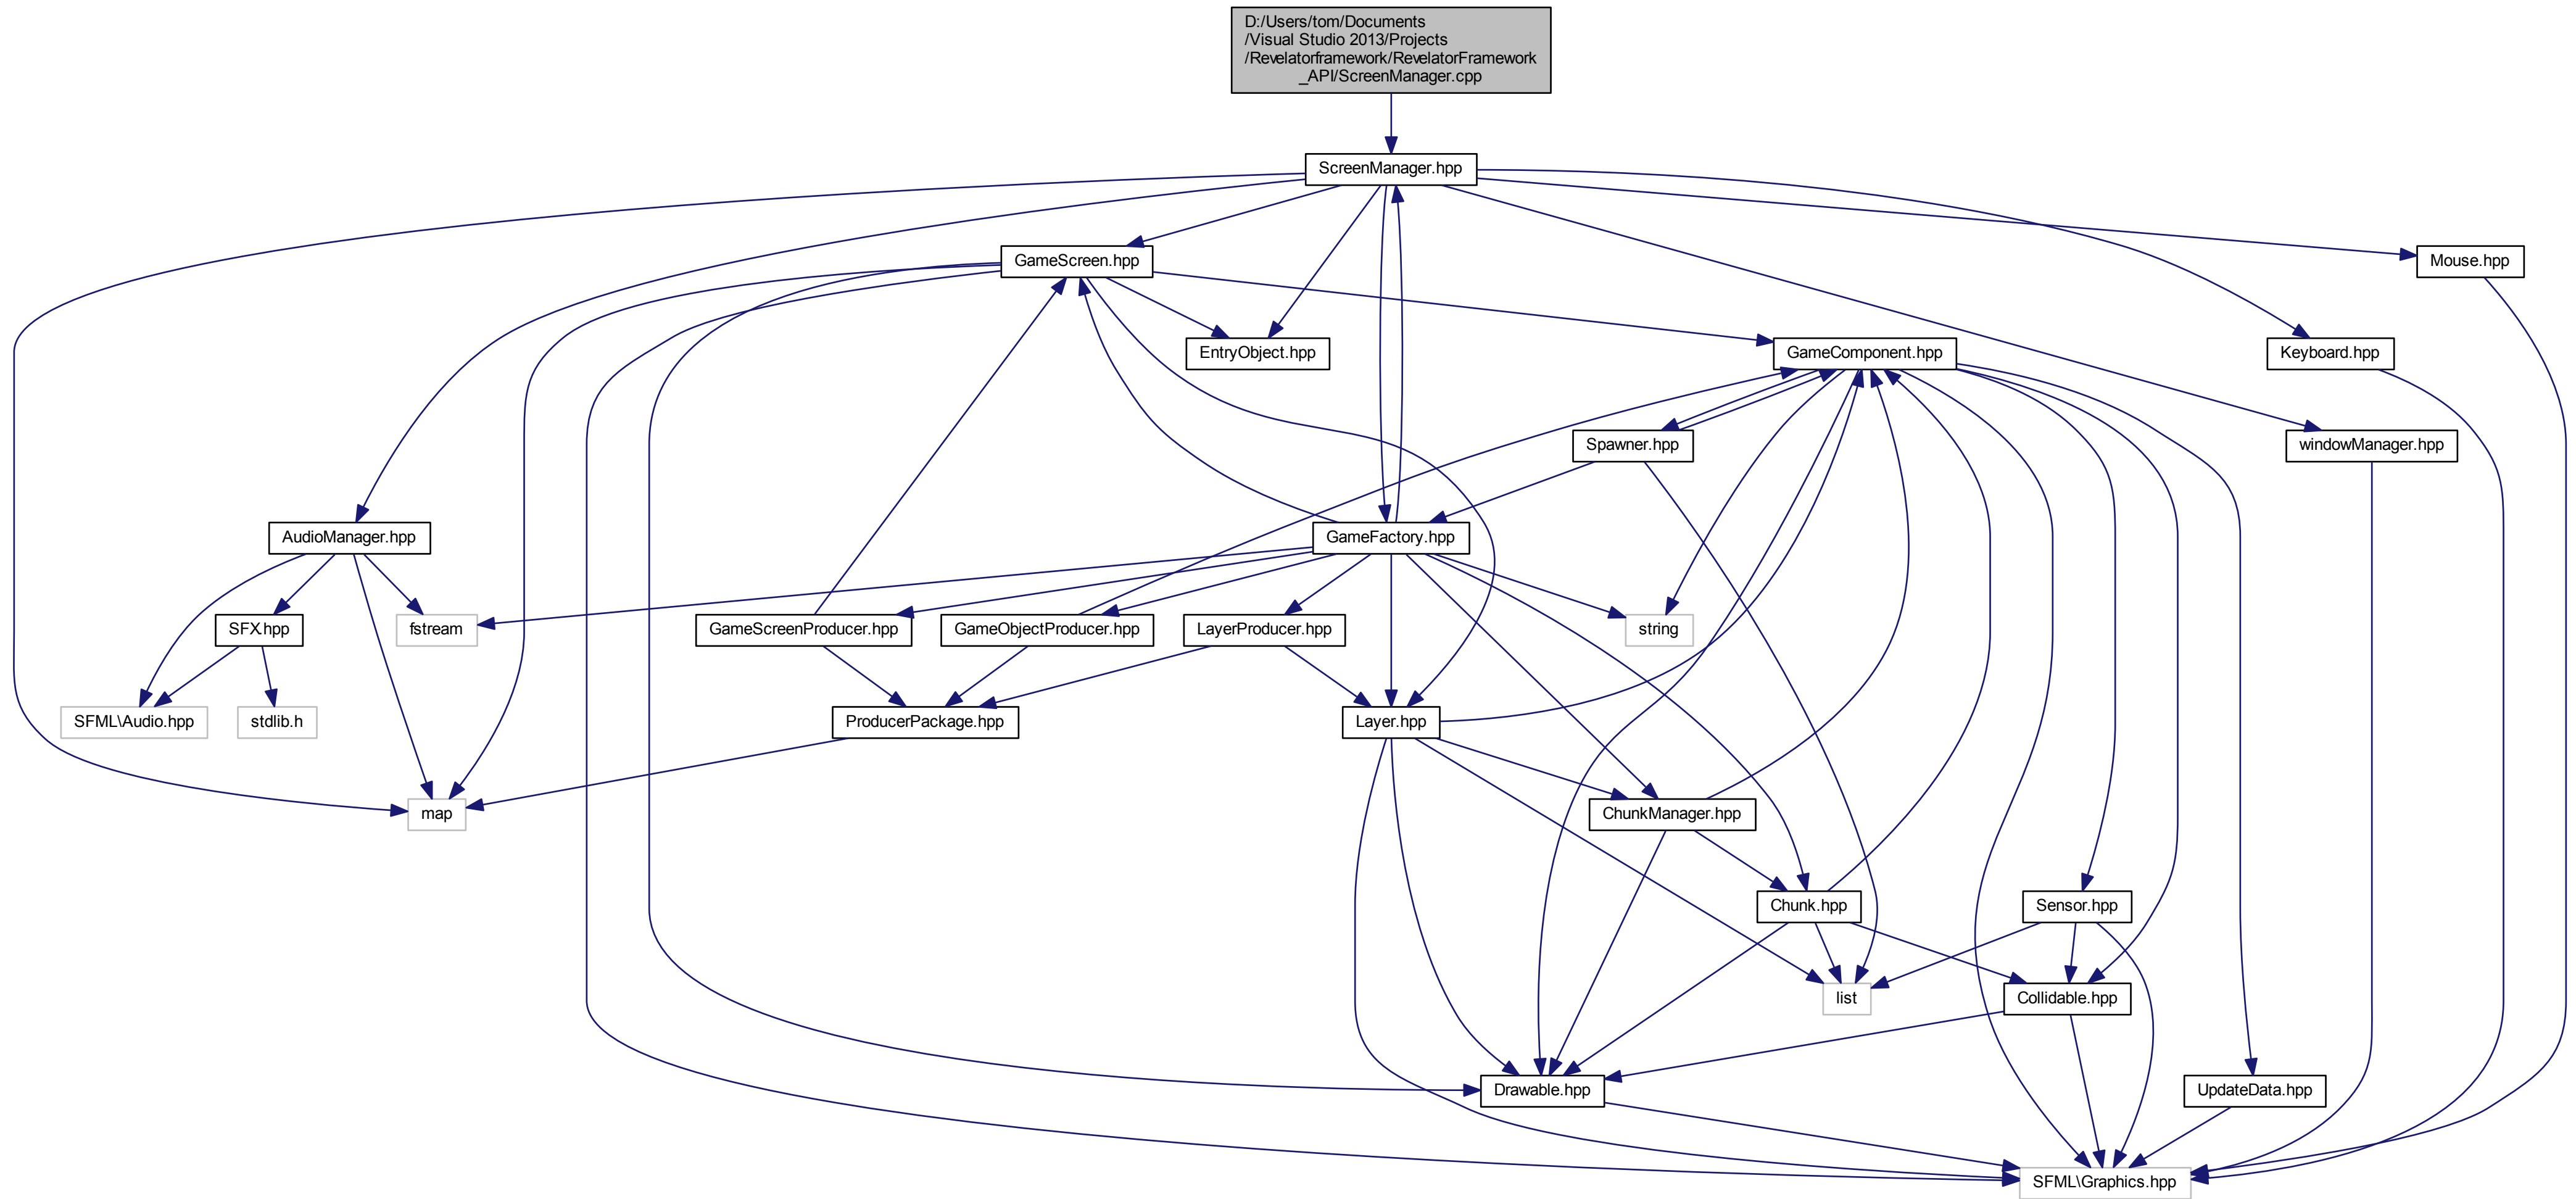 D:/Users/tom/Documents
/Visual Studio 2013/Projects
/Revelatorframework/RevelatorFramework
_API/ScreenManager.cpp
ScreenManager.hpp
GameScreen.hpp
Mouse.hpp
EntryObject.hpp
GameComponent.hpp
Keyboard.hpp
Spawner.hpp
windowManager.hpp
AudioManager.hpp
GameFactory.hpp
SFX.hpp
fstream
GameScreenProducer.hpp
GameObjectProducer.hpp
LayerProducer.hpp
string
SFML\Audio.hpp
stdlib.h
ProducerPackage.hpp
Layer.hpp
map
ChunkManager.hpp
Chunk.hpp
Sensor.hpp
list
Collidable.hpp
Drawable.hpp
UpdateData.hpp
SFML\Graphics.hpp